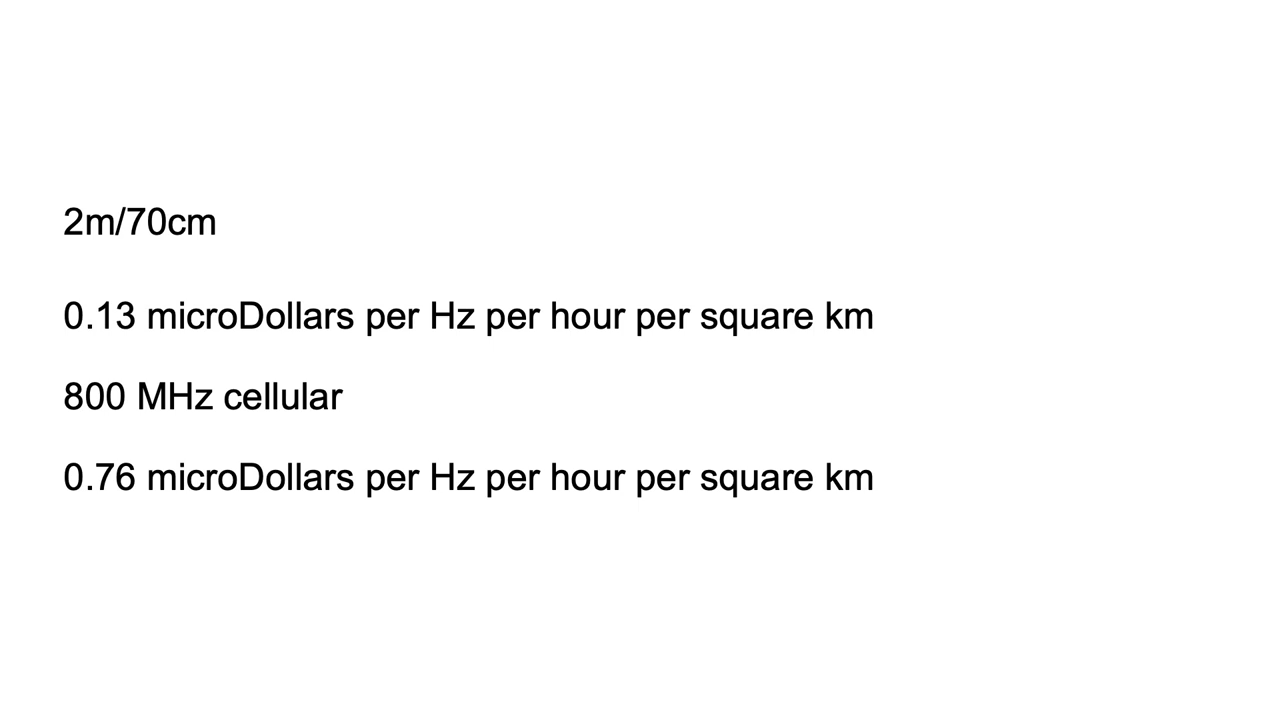 2m/70cm
0.13 microDollars per Hz per hour per square km
800 MHz cellular
0.76 microDollars per Hz per hour per square km